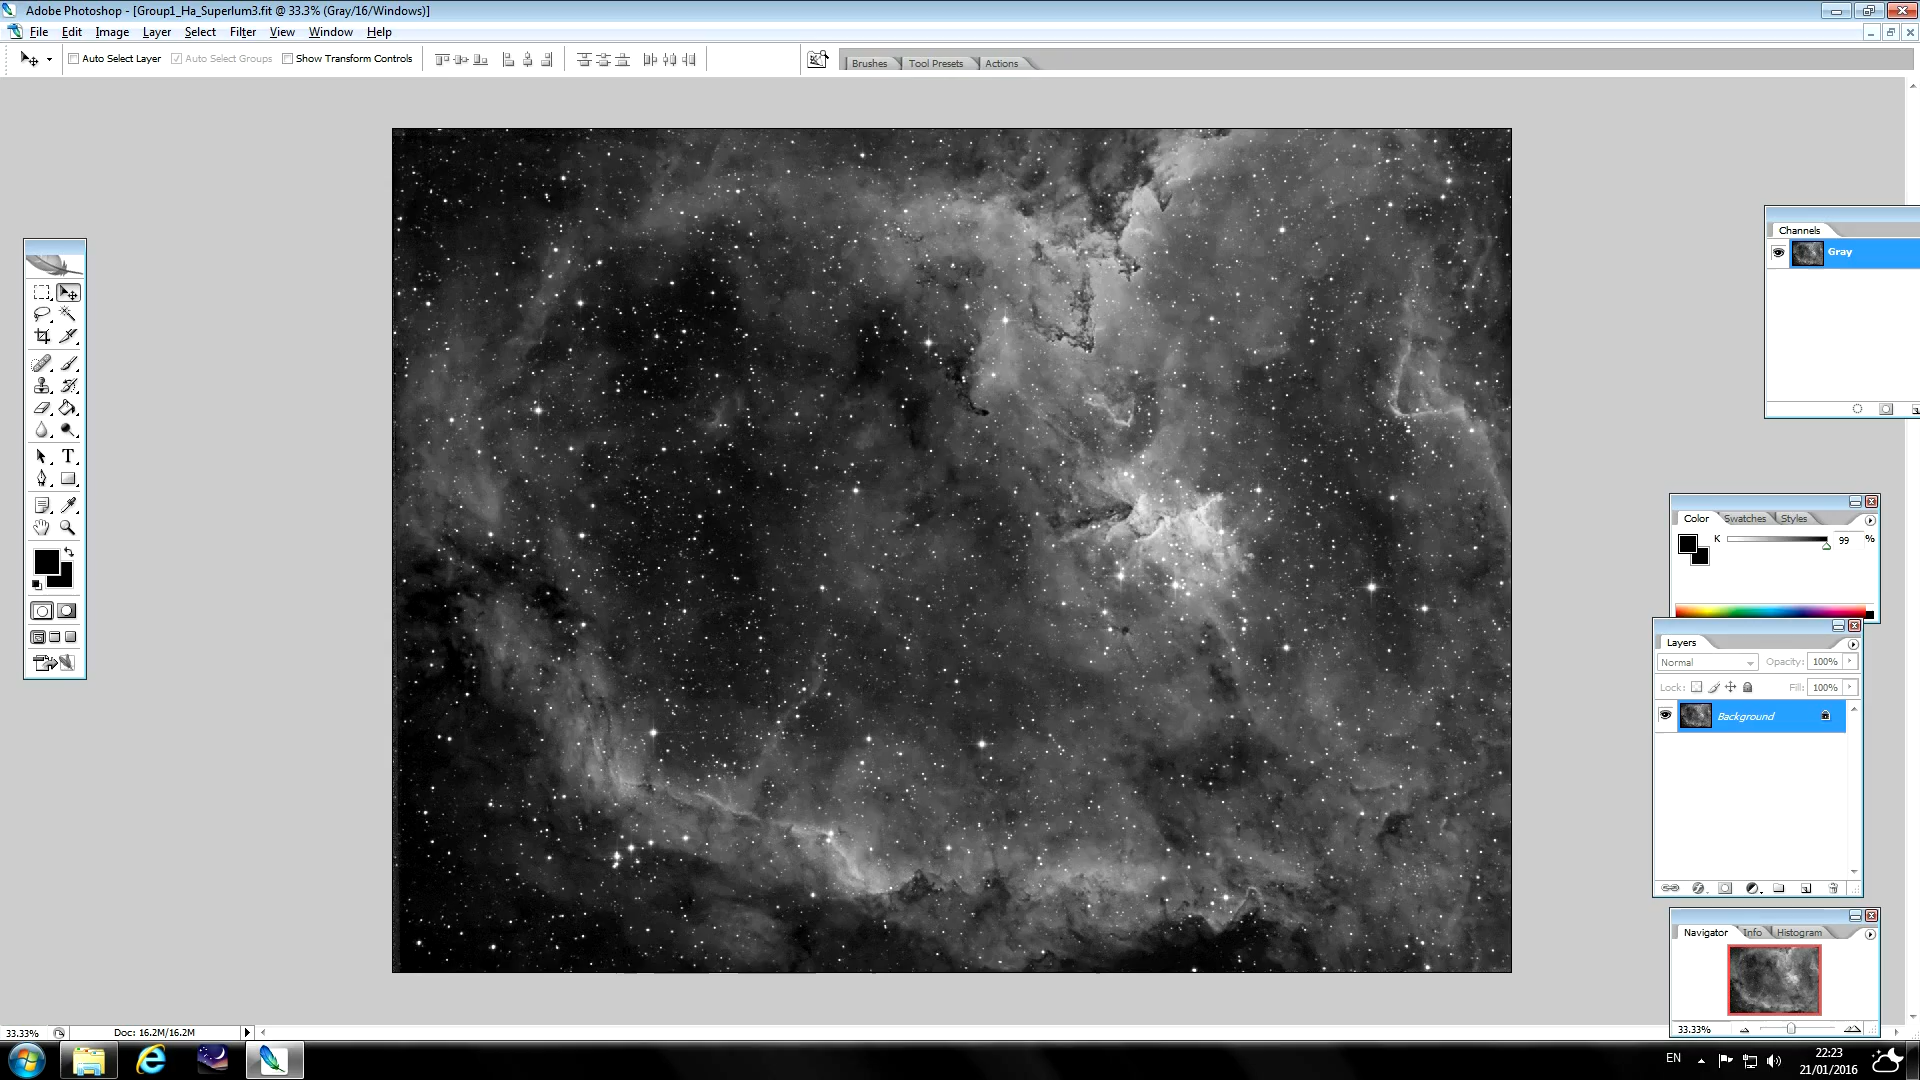 Adobe Photoshop - [Group1_Ha_Superlum3.fit @ 33.3% (Gray/16/Windows)]
File Edit Image Layer Select Filter View Window Help
Auto Select Layer Auto Select Groups Show Transform Controls Brushes Tool Presets Actions
Channels
Gray
Color Swatches Styles
K 99 %
Layers
Normal Opacity: 100%
Lock: Fill: 100%
Background
Navigator Info Histogram
33.33%
33.33% Doc: 16.2M/16.2M
EN 22:23
21/01/2016